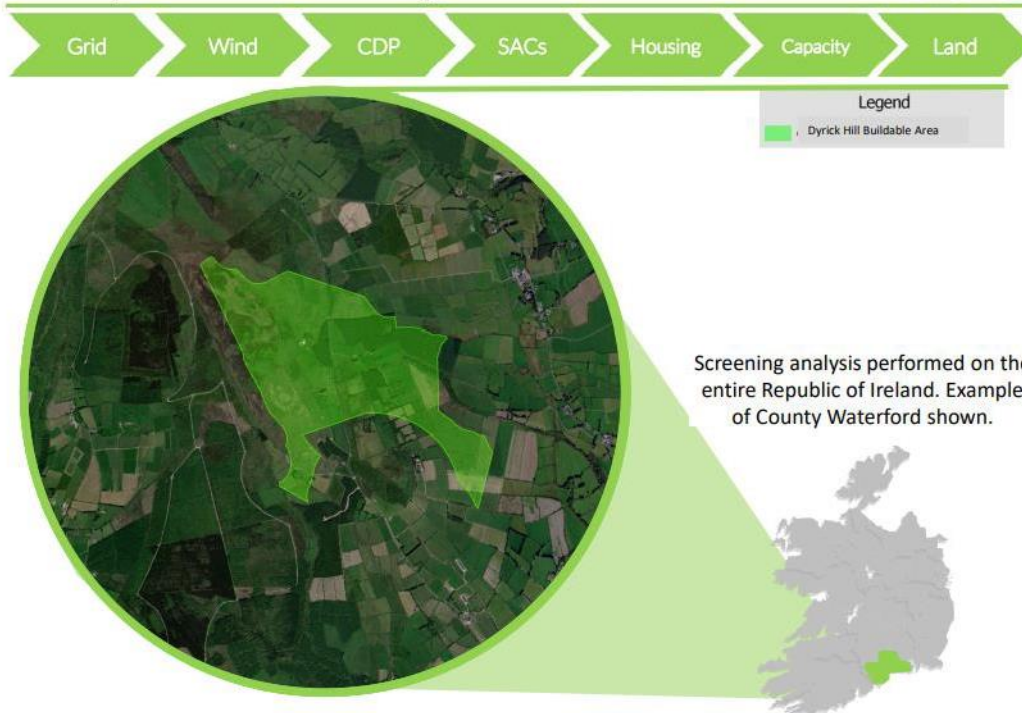 Grid Wind CDP SACs Housing Capacity Land
Legend
, Dyrick Hill Buildable Area
Screening analysis performed on the
entire Republic of Ireland. Example
of County Waterford shown.